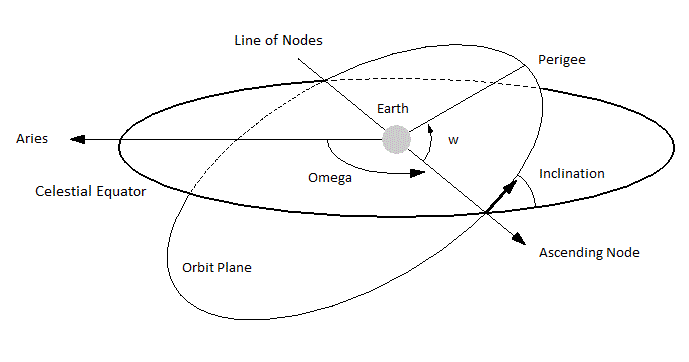 Line of Nodes
Perigee
Earth
Aries
w
Omega
Inclination
Celestial Equator
Ascending Node
Orbit Plane